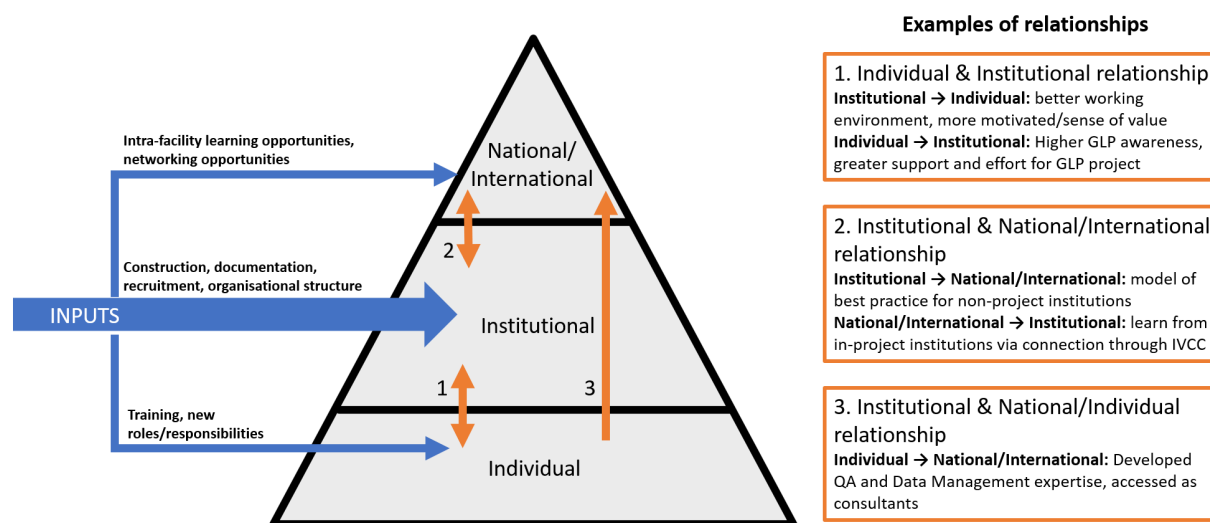 Examples of relationships
Intra-facility learning opportunities,
networking opportunities
Construction, documentation,
recruitment, organisational structure
INPUTS
Training, new
roles/responsibilities
National/
International
2
Institutional
1
3
Individual
1. Individual & Institutional relationship
Institutional → Individual: better working
environment, more motivated/sense of value
Individual → Institutional: Higher GLP awareness,
greater support and effort for GLP project
2. Institutional & National/International
relationship
Institutional → National/International: model of
best practice for non-project institutions
National/International → Institutional: learn from
in-project institutions via connection through IVCC
3. Institutional & National/Individual
relationship
Individual → National/International: Developed
QA and Data Management expertise, accessed as
consultants